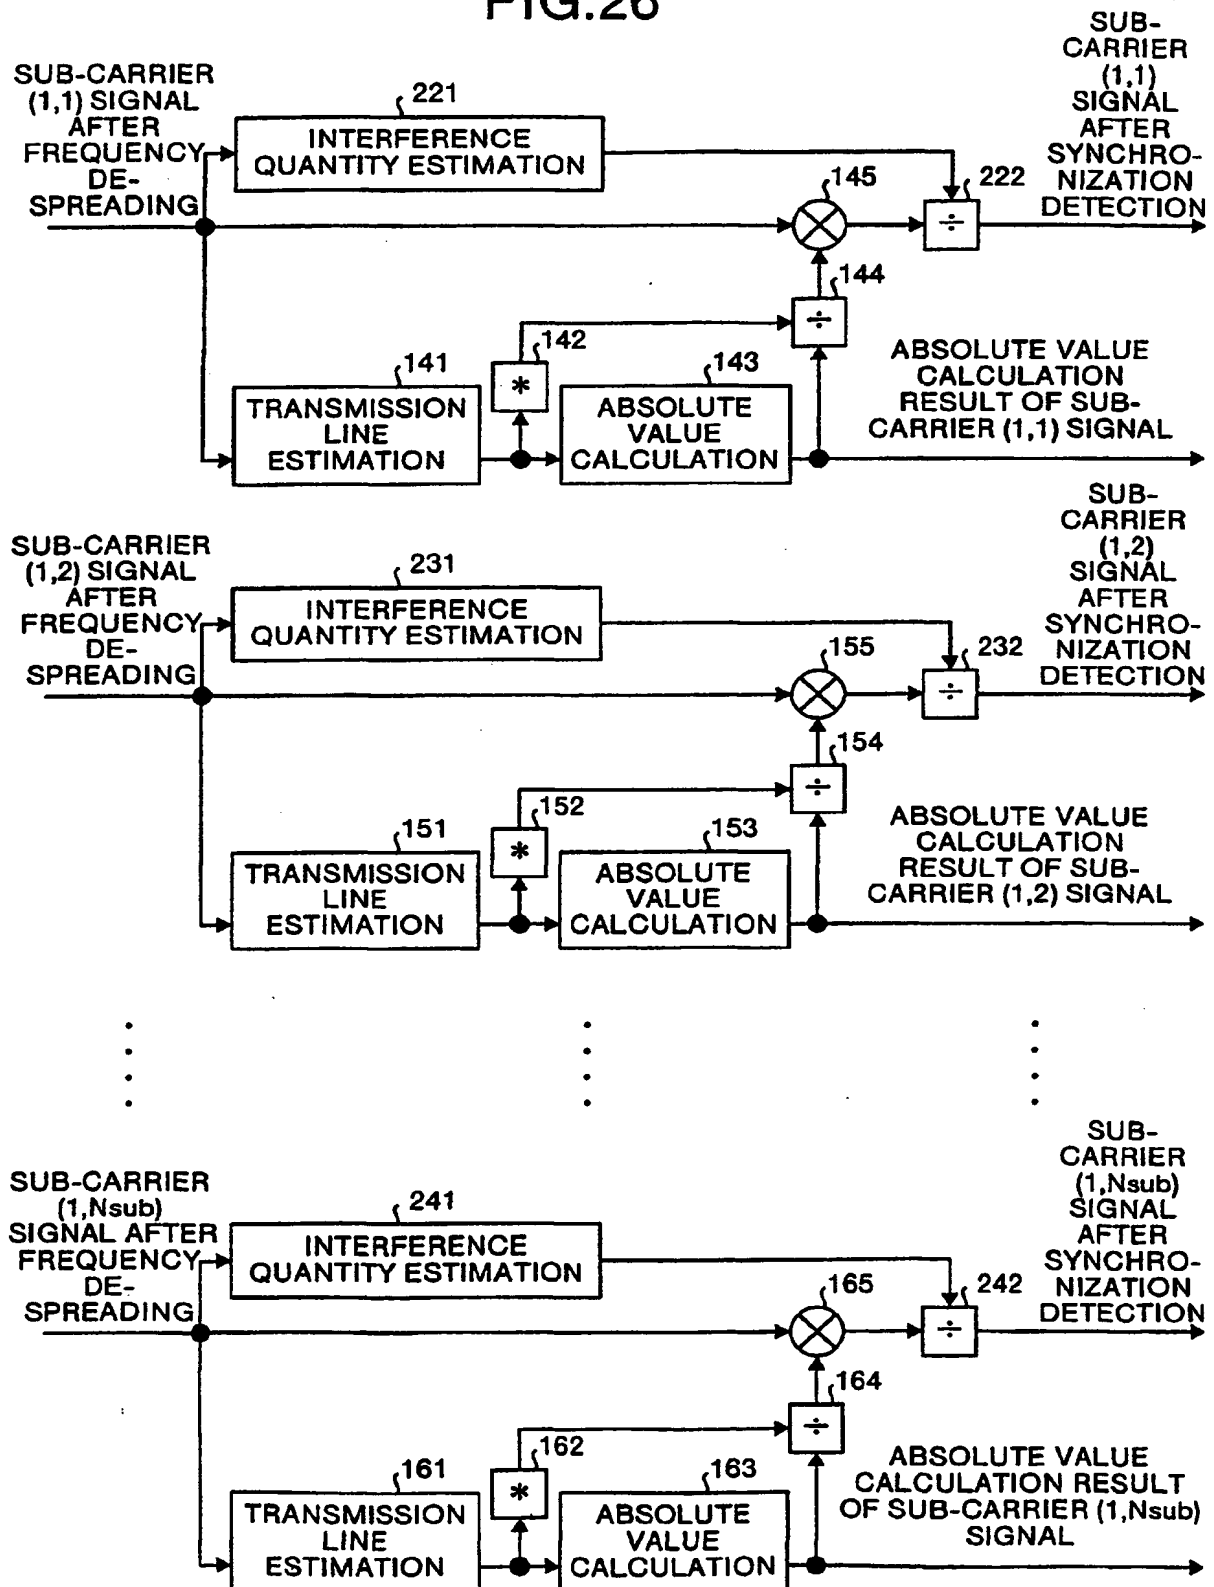 FIG.26
SUB-CARRIER
(1,1) SIGNAL
AFTER
FREQUENCY
DE-
SPREADING
221
INTERFERENCE
QUANTITY ESTIMATION
145
÷
222
SUB-
CARRIER
(1,1)
SIGNAL
AFTER
SYNCHRO-
NIZATION
DETECTION
÷
144
*
142
141
TRANSMISSION
LINE
ESTIMATION
143
ABSOLUTE
VALUE
CALCULATION
ABSOLUTE VALUE
CALCULATION
RESULT OF SUB-
CARRIER (1,1) SIGNAL
SUB-CARRIER
(1,2) SIGNAL
AFTER
FREQUENCY
DE-
SPREADING
231
INTERFERENCE
QUANTITY ESTIMATION
155
÷
232
SUB-
CARRIER
(1,2)
SIGNAL
AFTER
SYNCHRO-
NIZATION
DETECTION
÷
154
*
152
151
TRANSMISSION
LINE
ESTIMATION
153
ABSOLUTE
VALUE
CALCULATION
ABSOLUTE VALUE
CALCULATION
RESULT OF SUB-
CARRIER (1,2) SIGNAL
SUB-CARRIER
(1,Nsub)
SIGNAL AFTER
FREQUENCY
DE-
SPREADING
241
INTERFERENCE
QUANTITY ESTIMATION
165
÷
242
SUB-
CARRIER
(1,Nsub)
SIGNAL
AFTER
SYNCHRO-
NIZATION
DETECTION
÷
164
*
162
161
TRANSMISSION
LINE
ESTIMATION
163
ABSOLUTE
VALUE
CALCULATION
ABSOLUTE VALUE
CALCULATION RESULT
OF SUB-CARRIER (1,Nsub)
SIGNAL